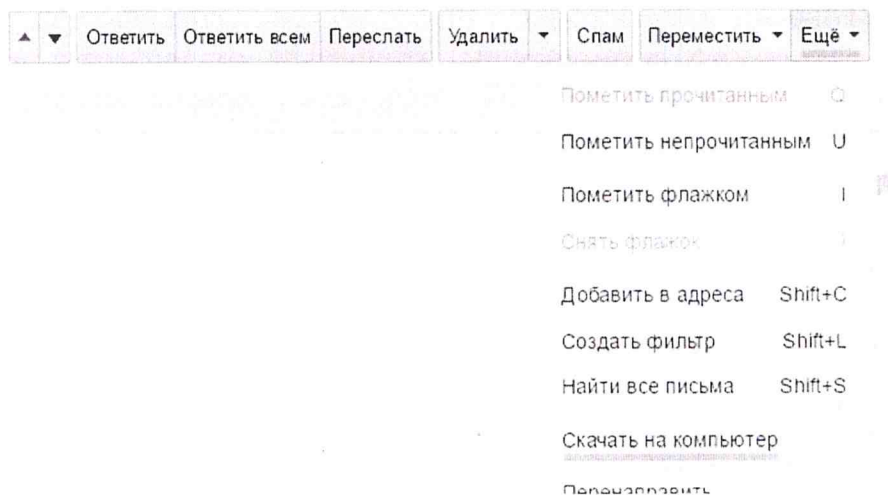 Ответить Ответить всем Переслать Удалить Спам Переместить Ещё
Пометить прочитанным Q
Пометить непрочитанным U
Пометить флажком I
Снять флажок
Добавить в адреса Shift+C
Создать фильтр Shift+L
Найти все письма Shift+S
Скачать на компьютер
Перенаправить